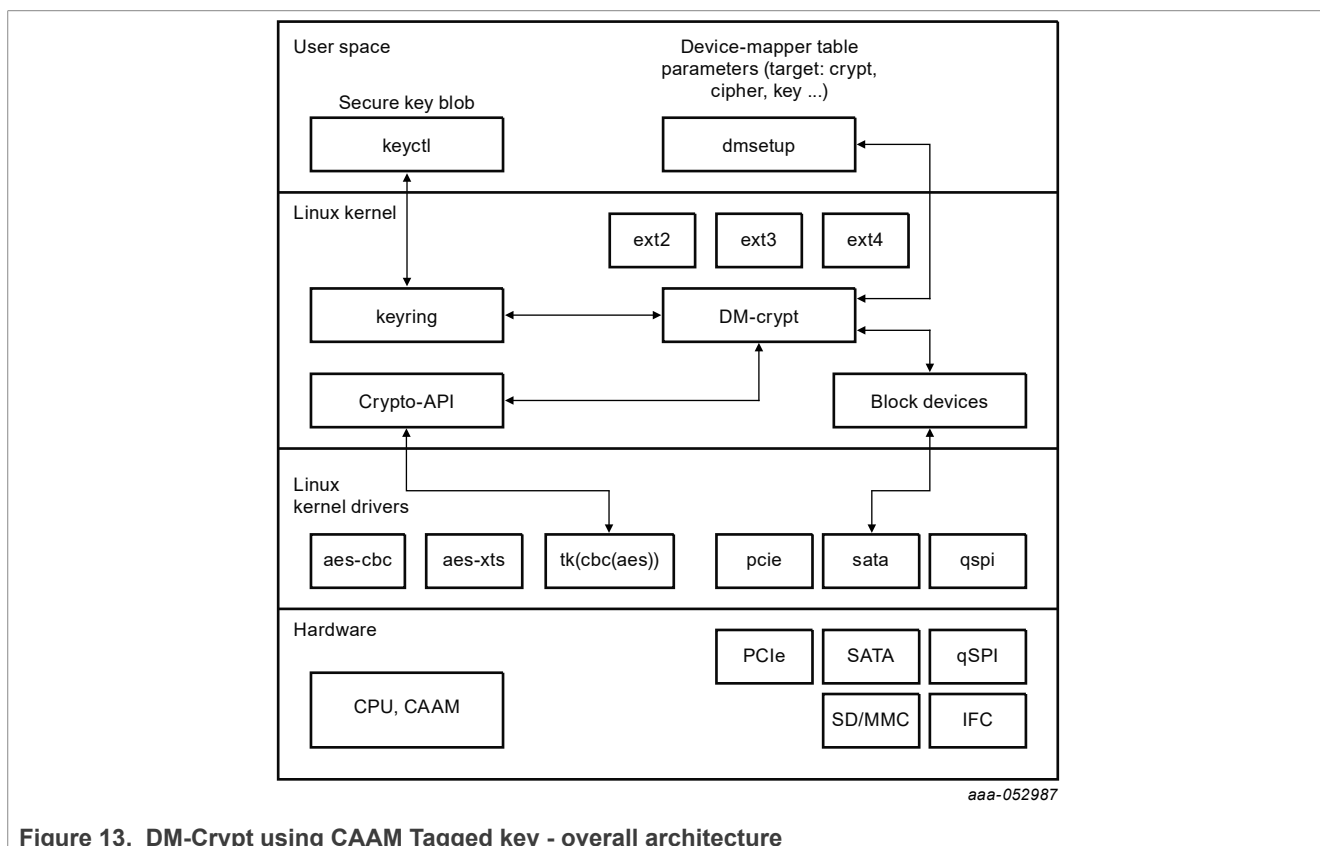 User space
Device-mapper table
parameters (target: crypt,
cipher, key ...)
Secure key blob
keyctl
dmsetup
Linux kernel
ext2
ext3
ext4
keyring
DM-crypt
Crypto-API
Block devices
Linux
kernel drivers
aes-cbc
aes-xts
tk(cbc(aes))
pcie
sata
qspi
Hardware
PCIe
SATA
qSPI
CPU, CAAM
SD/MMC
IFC
aaa-052987
Figure 13. DM-Crypt using CAAM Tagged key - overall architecture